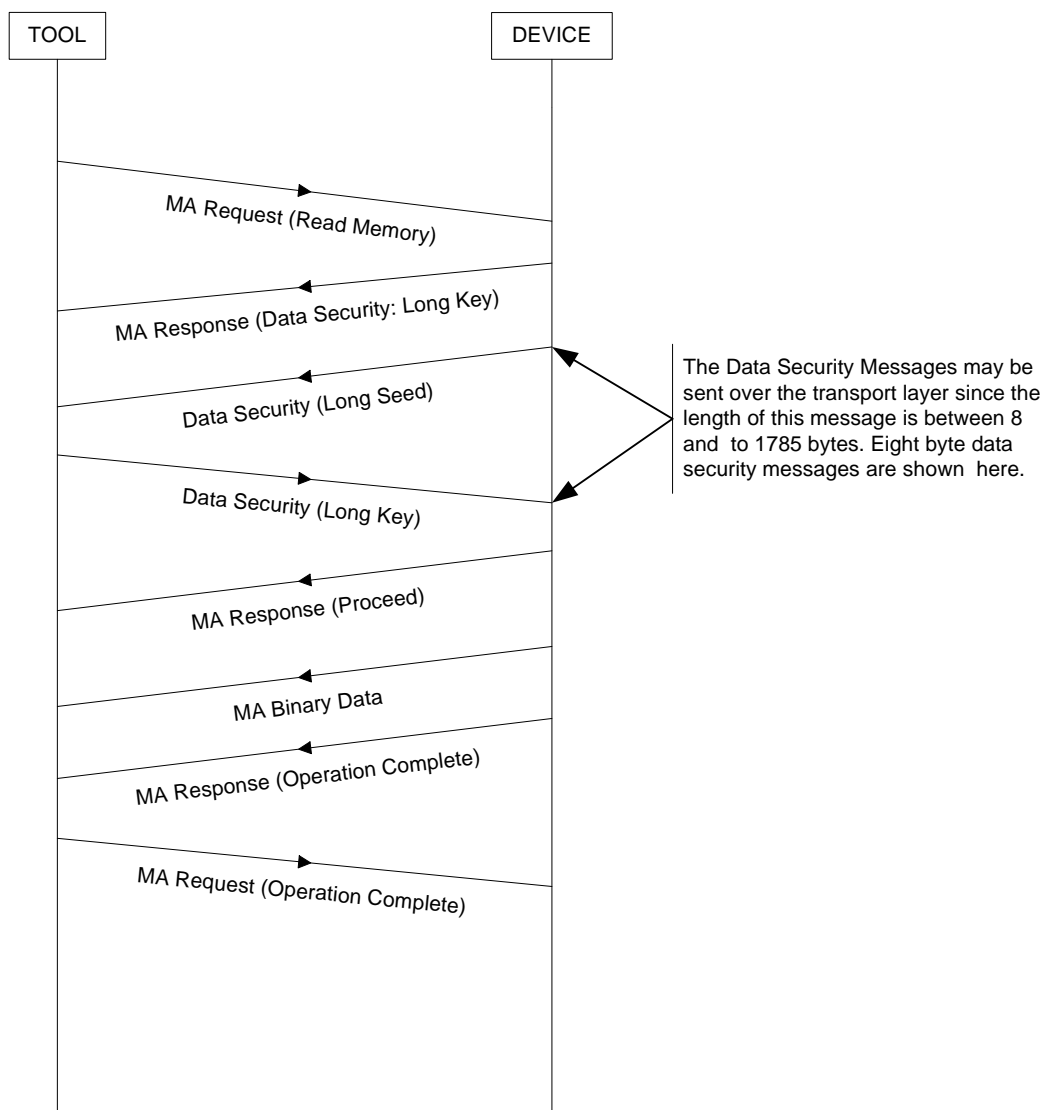 TOOL
DEVICE
MA Request (Read Memory)
MA Response (Data Security: Long Key)
Data Security (Long Seed)
The Data Security Messages may be
sent over the transport layer since the
length of this message is between 8
and  to 1785 bytes. Eight byte data
security messages are shown  here.
Data Security (Long Key)
MA Response (Proceed)
MA Binary Data
MA Response (Operation Complete)
MA Request (Operation Complete)